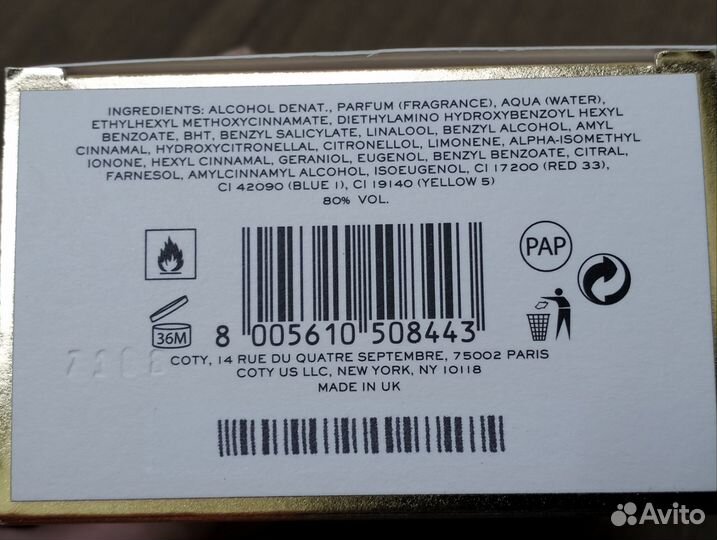 INGREDIENTS: ALCOHOL DENAT., PARFUM (FRAGRANCE), AQUA (WATER),
ETHYLHEXYL METHOXYCINNAMATE, DIETHYLAMINO HYDROXYBENZOYL HEXYL
BENZOATE, BHT, BENZYL SALICYLATE, LINALOOL, BENZYL ALCOHOL, AMYL
CINNAMAL, HYDROXYCITRONELLAL, CITRONELLOL, LIMONENE, ALPHA-ISOMETHYL
IONONE, HEXYL CINNAMAL, GERANIOL, EUGENOL, BENZYL BENZOATE, CITRAL,
FARNESOL, AMYLCINNAMYL ALCOHOL, ISOEUGENOL, CI 17200 (RED 33),
CI 42090 (BLUE 1), CI 19140 (YELLOW 5)
80% VOL.
PAP
36M
8 005610 508443
COTY, 14 RUE DU QUATRE SEPTEMBRE, 75002 PARIS
COTY US LLC, NEW YORK, NY 10118
MADE IN UK
Avito